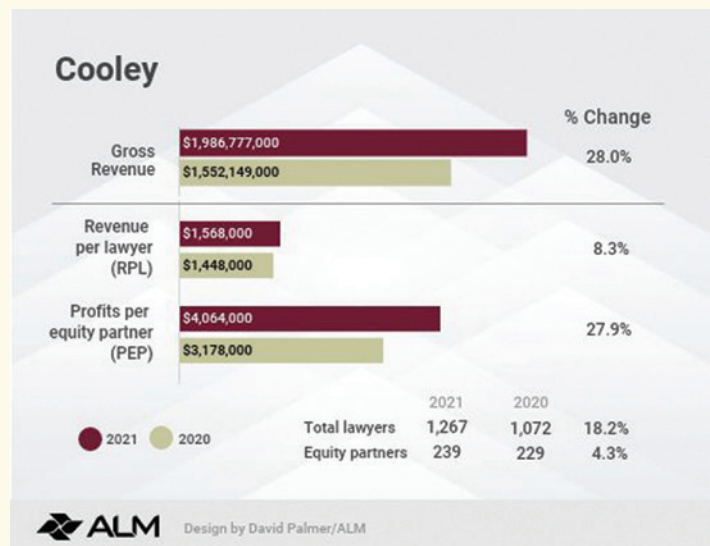 Cooley
% Change
Gross
Revenue
$1,986,777,000
$1,552,149,000
28.0%
Revenue
per lawyer
(RPL)
$1,568,000
$1,448,000
8.3%
Profits per
equity partner
(PEP)
$4,064,000
$3,178,000
27.9%
2021 2020
2021 2020
Total lawyers 1,267 1,072 18.2%
Equity partners 239 229 4.3%
ALM Design by David Palmer/ALM